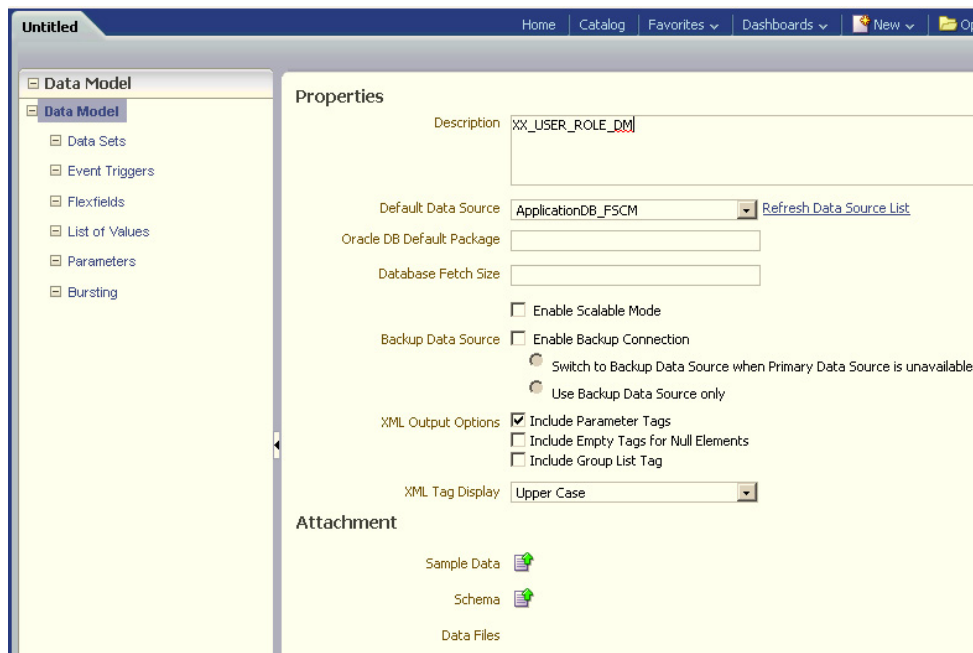 Untitled
Home
Catalog
Favorites
Dashboards
New
Data Model
Data Model
Data Sets
Event Triggers
Flexfields
List of Values
Parameters
Bursting
Properties
Description XX_USER_ROLE_DM
Default Data Source ApplicationDB_FSCM Refresh Data Source List
Oracle DB Default Package
Database Fetch Size
Enable Scalable Mode
Backup Data Source Enable Backup Connection
Switch to Backup Data Source when Primary Data Source is unavailable
Use Backup Data Source only
XML Output Options Include Parameter Tags
Include Empty Tags for Null Elements
Include Group List Tag
XML Tag Display Upper Case
Attachment
Sample Data
Schema
Data Files